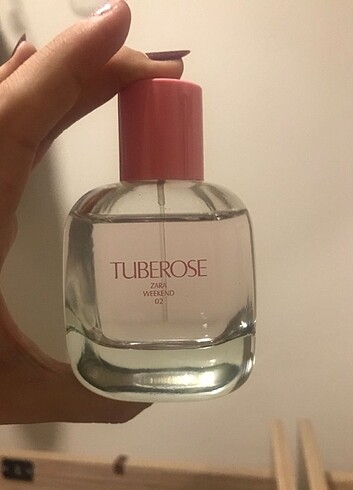 TUBEROSE
ZARA
WEEKEND
02